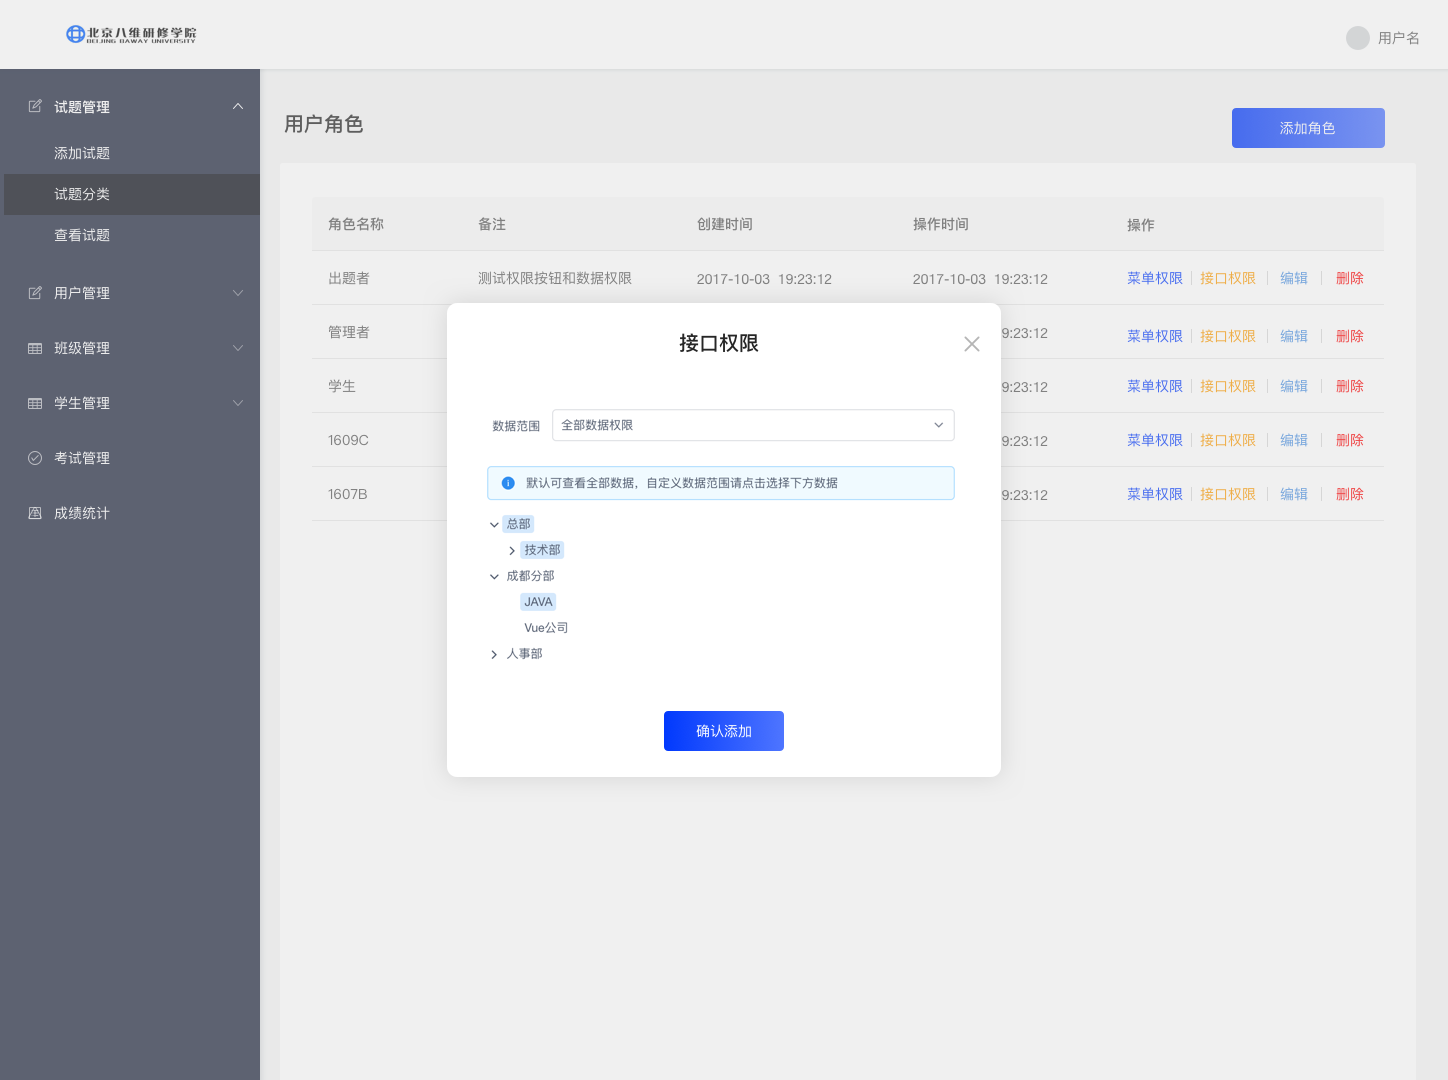 北京八维研修学院
BEIJING BAWAY UNIVERSITY
用户名
试题管理
添加试题
试题分类
查看试题
用户管理
班级管理
学生管理
考试管理
成绩统计
用户角色
添加角色
角色名称 备注 创建时间 操作时间 操作
出题者 测试权限按钮和数据权限 2017-10-03 19:23:12 2017-10-03 19:23:12 菜单权限 接口权限 编辑 删除
管理者 9:23:12 菜单权限 接口权限 编辑 删除
学生 9:23:12 菜单权限 接口权限 编辑 删除
1609C 9:23:12 菜单权限 接口权限 编辑 删除
1607B 9:23:12 菜单权限 接口权限 编辑 删除
接口权限
数据范围 全部数据权限
默认可查看全部数据，自定义数据范围请点击选择下方数据
总部
技术部
成都分部
JAVA
Vue公司
人事部
确认添加